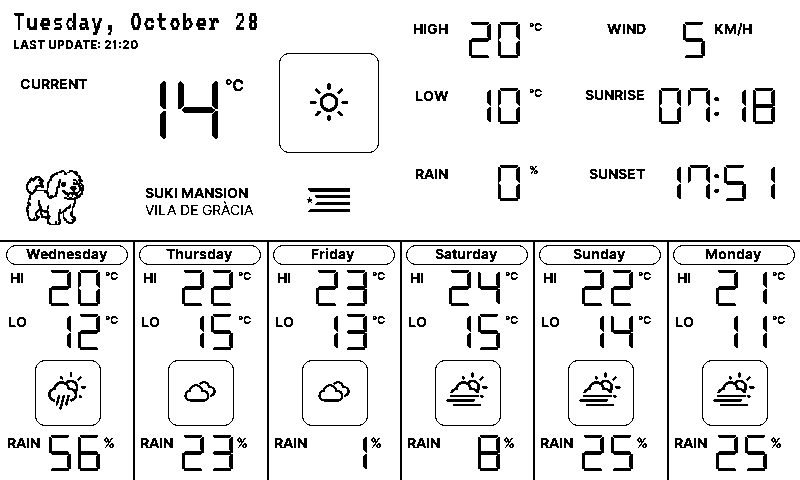 Tuesday, October 28
LAST UPDATE: 21:20
CURRENT 14 °C
HIGH 20 °C
WIND 5 KM/H
LOW 10 °C
SUNRISE 07:18
RAIN 0 %
SUNSET 17:51
SUKI MANSION
VILA DE GRÀCIA
Wednesday
HI 20 °C
LO 12 °C
RAIN 56 %
Thursday
HI 22 °C
LO 15 °C
RAIN 23 %
Friday
HI 23 °C
LO 13 °C
RAIN 1 %
Saturday
HI 24 °C
LO 15 °C
RAIN 8 %
Sunday
HI 22 °C
LO 14 °C
RAIN 25 %
Monday
HI 21 °C
LO 11 °C
RAIN 25 %